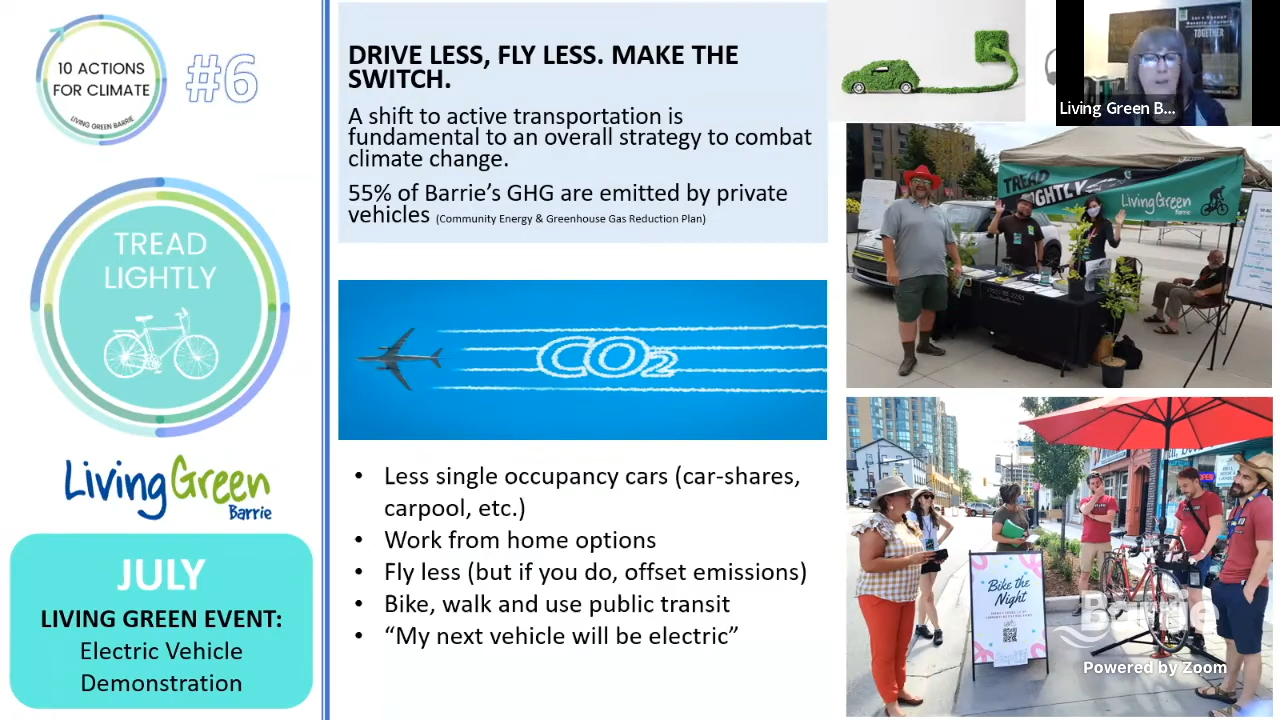 10 ACTIONS
FOR CLIMATE
LIVING GREEN BARRIE
#6
TREAD
LIGHTLY
Living Green
Barrie
JULY
LIVING GREEN EVENT:
Electric Vehicle
Demonstration
DRIVE LESS, FLY LESS. MAKE THE
SWITCH.
A shift to active transportation is
fundamental to an overall strategy to combat
climate change.
55% of Barrie’s GHG are emitted by private
vehicles (Community Energy & Greenhouse Gas Reduction Plan)
CO2
• Less single occupancy cars (car-shares,
carpool, etc.)
• Work from home options
• Fly less (but if you do, offset emissions)
• Bike, walk and use public transit
• “My next vehicle will be electric”
TOGETHER
Living Green B...
TREAD
LIGHTLY
Living Green
Barrie
OPEN
Bike the
Night
Barrie
Powered by Zoom